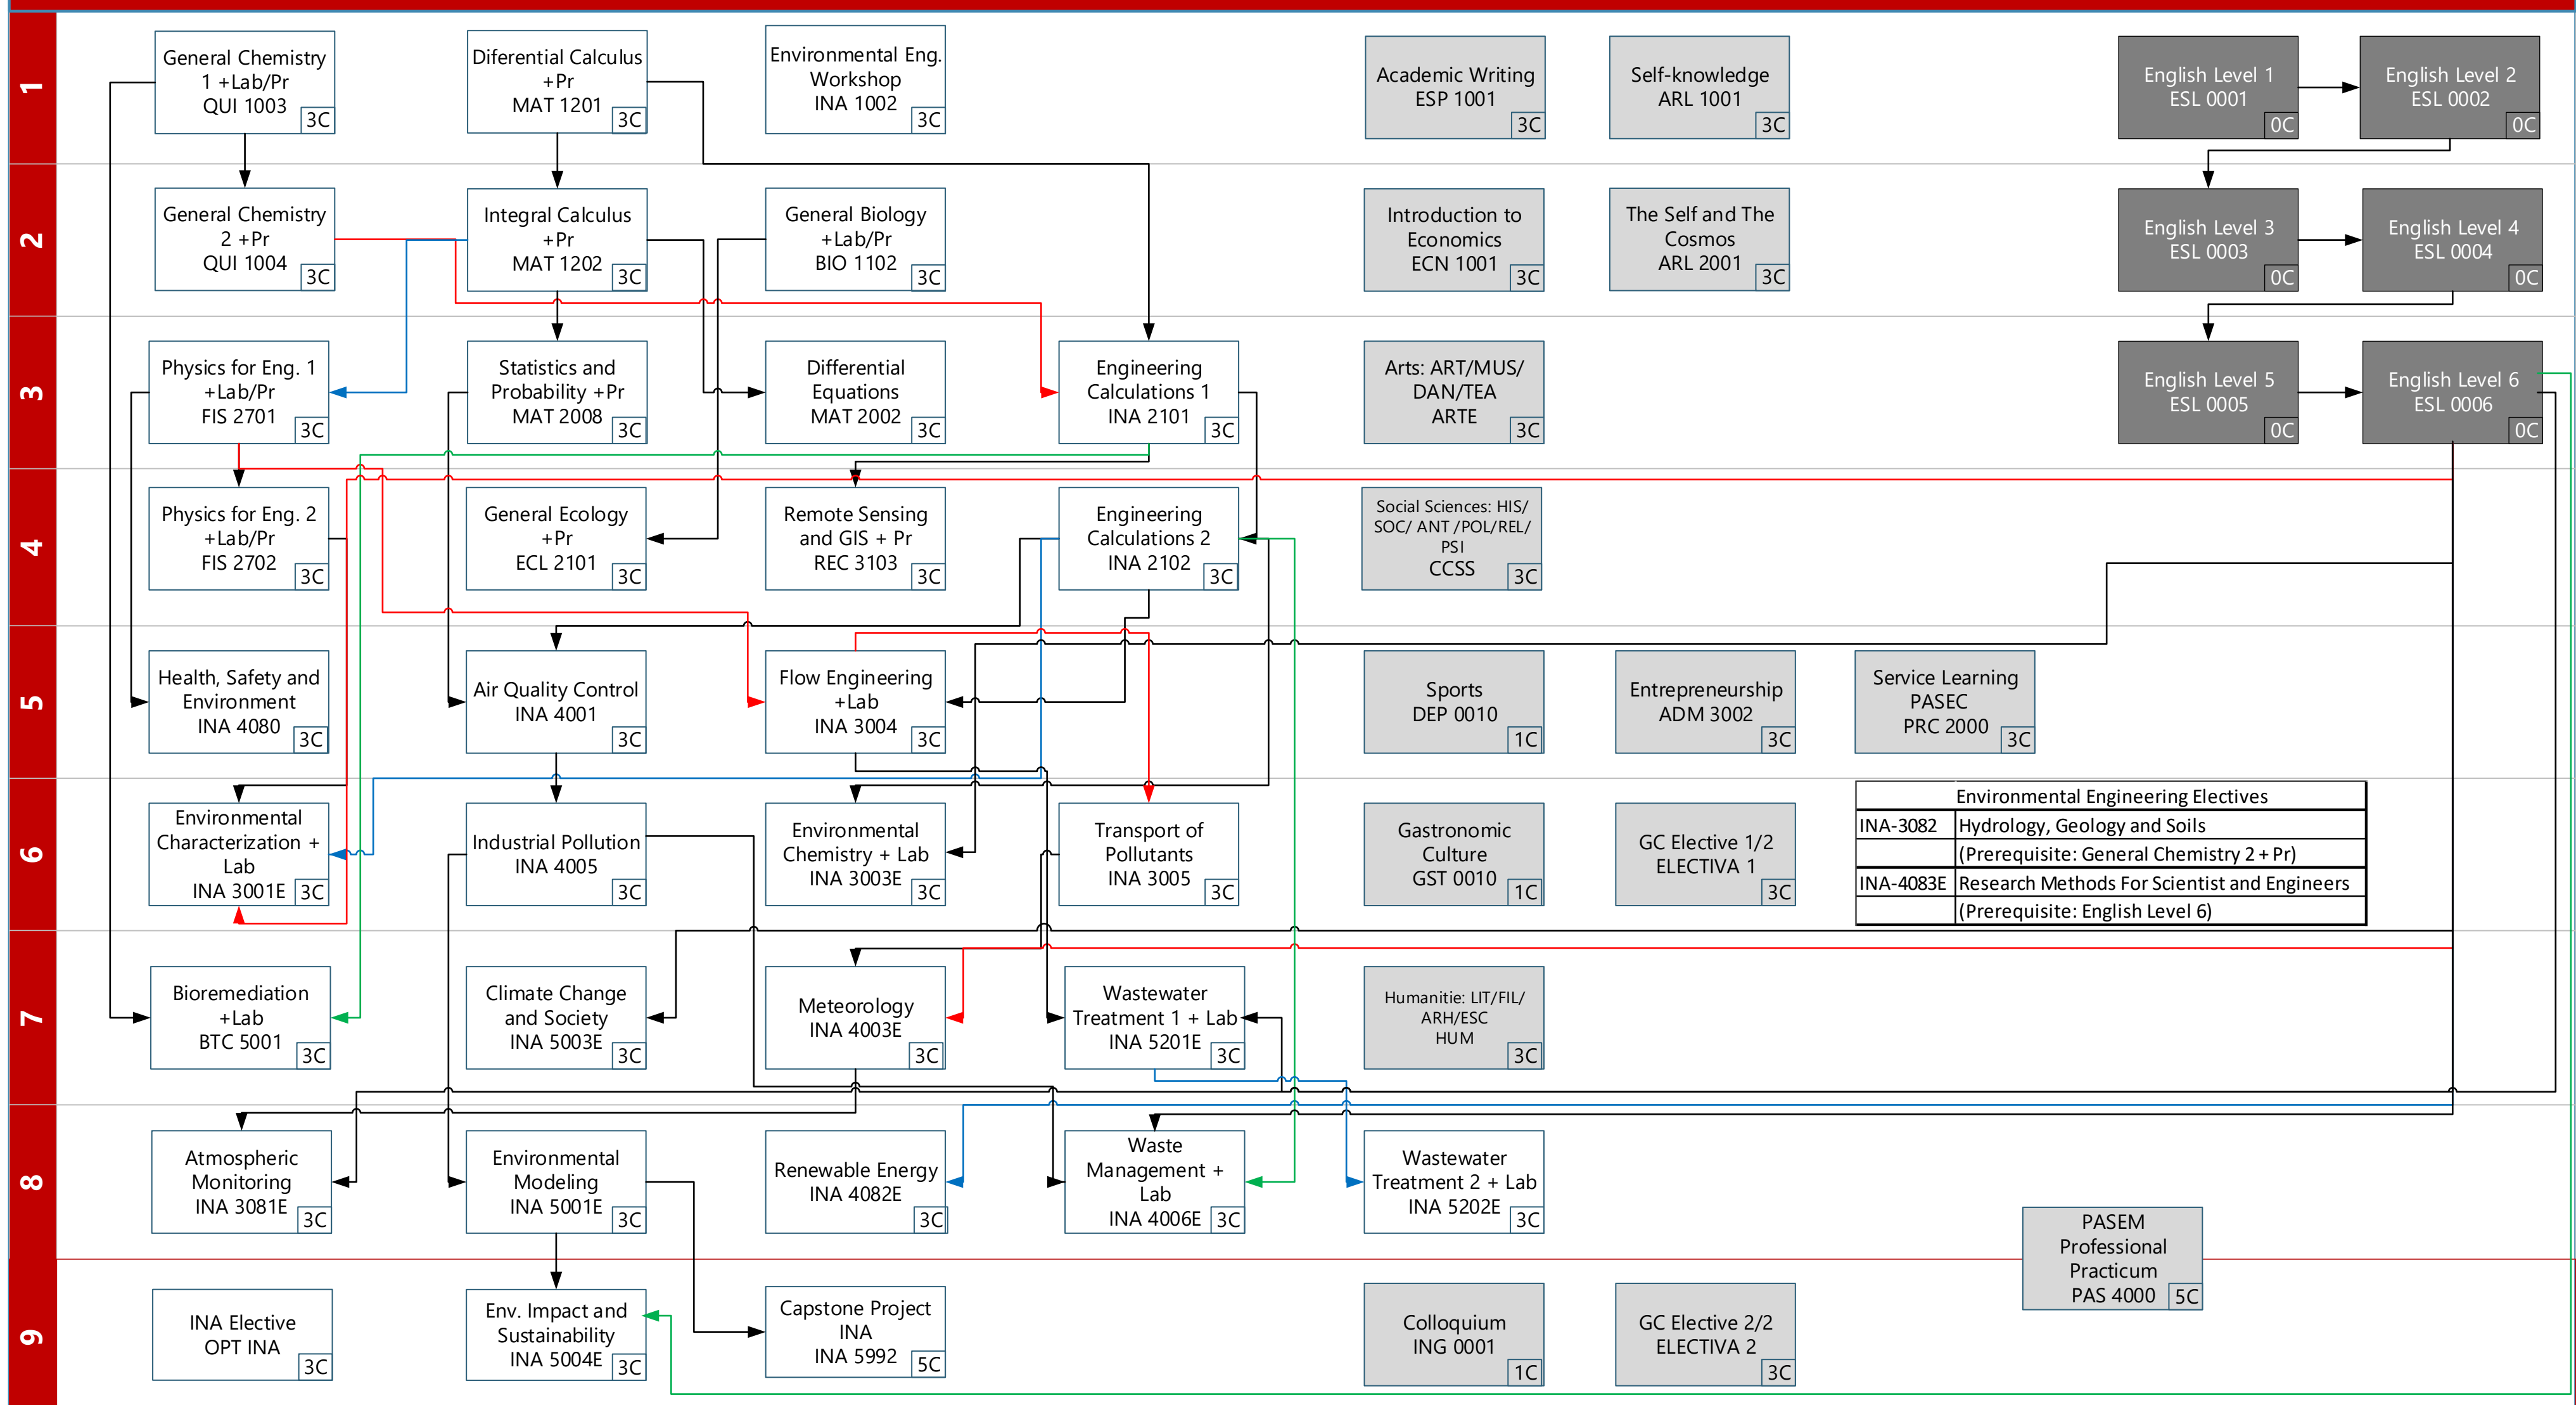 1
General Chemistry
1 +Lab/Pr
QUI 1003
3C
Diferential Calculus
+Pr
MAT 1201
3C
Environmental Eng.
Workshop
INA 1002
3C
Academic Writing
ESP 1001
3C
Self-knowledge
ARL 1001
3C
English Level 1
ESL 0001
0C
English Level 2
ESL 0002
0C
2
General Chemistry
2 +Pr
QUI 1004
3C
Integral Calculus
+Pr
MAT 1202
3C
General Biology
+Lab/Pr
BIO 1102
3C
Introduction to
Economics
ECN 1001
3C
The Self and The
Cosmos
ARL 2001
3C
English Level 3
ESL 0003
0C
English Level 4
ESL 0004
0C
3
Physics for Eng. 1
+Lab/Pr
FIS 2701
3C
Statistics and
Probability +Pr
MAT 2008
3C
Differential
Equations
MAT 2002
3C
Engineering
Calculations 1
INA 2101
3C
Arts: ART/MUS/
DAN/TEA
ARTE
3C
English Level 5
ESL 0005
0C
English Level 6
ESL 0006
0C
4
Physics for Eng. 2
+Lab/Pr
FIS 2702
3C
General Ecology
+Pr
ECL 2101
3C
Remote Sensing
and GIS + Pr
REC 3103
3C
Engineering
Calculations 2
INA 2102
3C
Social Sciences: HIS/
SOC/ ANT /POL/REL/
PSI
CCSS
3C
5
Health, Safety and
Environment
INA 4080
3C
Air Quality Control
INA 4001
3C
Flow Engineering
+Lab
INA 3004
3C
Sports
DEP 0010
1C
Entrepreneurship
ADM 3002
3C
Service Learning
PASEC
PRC 2000
3C
6
Environmental
Characterization +
Lab
INA 3001E
3C
Industrial Pollution
INA 4005
3C
Environmental
Chemistry + Lab
INA 3003E
3C
Transport of
Pollutants
INA 3005
3C
Gastronomic
Culture
GST 0010
1C
GC Elective 1/2
ELECTIVA 1
3C
Environmental Engineering Electives
INA-3082 Hydrology, Geology and Soils
(Prerequisite: General Chemistry 2 + Pr)
INA-4083E Research Methods For Scientist and Engineers
(Prerequisite: English Level 6)
7
Bioremediation
+Lab
BTC 5001
3C
Climate Change
and Society
INA 5003E
3C
Meteorology
INA 4003E
3C
Wastewater
Treatment 1 + Lab
INA 5201E
3C
Humanitie: LIT/FIL/
ARH/ESC
HUM
3C
8
Atmospheric
Monitoring
INA 3081E
3C
Environmental
Modeling
INA 5001E
3C
Renewable Energy
INA 4082E
3C
Waste
Management +
Lab
INA 4006E
3C
Wastewater
Treatment 2 + Lab
INA 5202E
3C
PASEM
Professional
Practicum
PAS 4000
5C
9
INA Elective
OPT INA
3C
Env. Impact and
Sustainability
INA 5004E
3C
Capstone Project
INA
INA 5992
5C
Colloquium
ING 0001
1C
GC Elective 2/2
ELECTIVA 2
3C